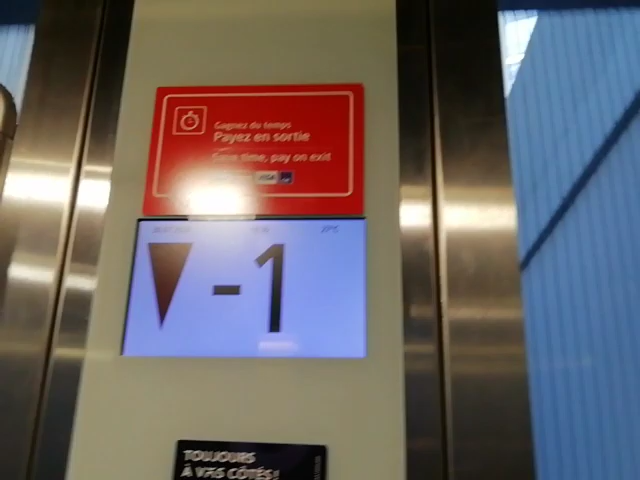 Gagnez du temps
Payez en sortie
Save time, pay on exit
VISA
-1
TOUJOURS
À VOS CÔTÉS !